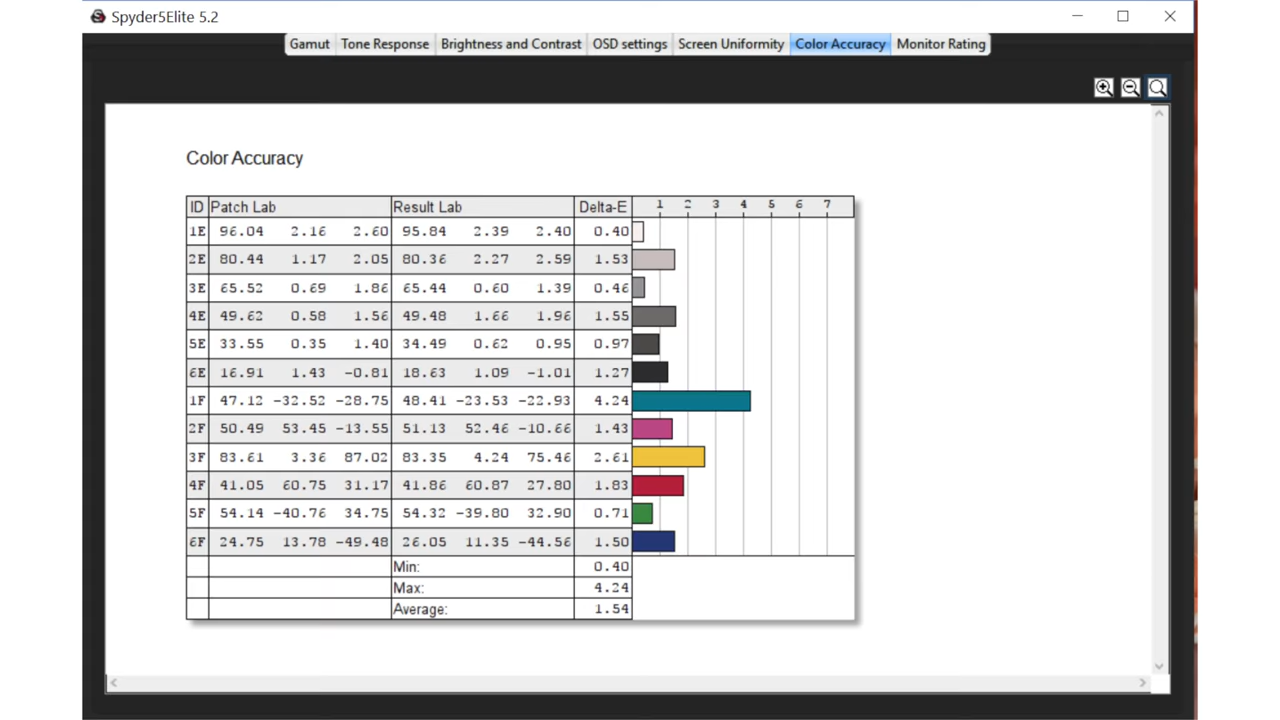 Spyder5Elite 5.2
Gamut Tone Response Brightness and Contrast OSD settings Screen Uniformity Color Accuracy Monitor Rating
Color Accuracy
ID Patch Lab Result Lab Delta-E 1 2 3 4 5 6 7
1E 96.04 2.16 2.60 95.84 2.39 2.40 0.40
2E 80.44 1.17 2.05 80.36 2.27 2.59 1.53
3E 65.52 0.69 1.86 65.44 0.60 1.39 0.46
4E 49.62 0.58 1.56 49.48 1.66 1.96 1.55
5E 33.55 0.35 1.40 34.49 0.62 0.95 0.97
6E 16.91 1.43 -0.81 18.63 1.09 -1.01 1.27
1F 47.12 -32.52 -28.75 48.41 -23.53 -22.93 4.24
2F 50.49 53.45 -13.55 51.13 52.46 -10.66 1.43
3F 83.61 3.36 87.02 83.35 4.24 75.46 2.61
4F 41.05 60.75 31.17 41.86 60.87 27.80 1.83
5F 54.14 -40.76 34.75 54.32 -39.80 32.90 0.71
6F 24.75 13.78 -49.48 26.05 11.35 -44.56 1.50
Min: 0.40
Max: 4.24
Average: 1.54